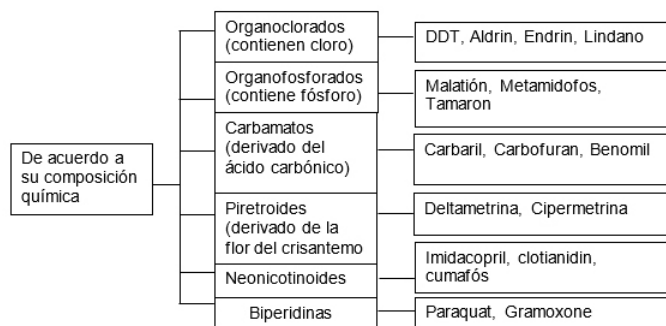 De acuerdo a
su composición
química
Organoclorados
(contienen cloro)
DDT, Aldrin, Endrin, Lindano
Organofosforados
(contiene fósforo)
Malatión, Metamidofos,
Tamaron
Carbamatos
(derivado del
ácido carbónico)
Carbaril, Carbofuran, Benomil
Piretroides
(derivado de la
flor del crisantemo
Deltametrina, Cipermetrina
Neonicotinoides
Imidacopril, clotianidin,
cumafós
Biperidinas
Paraquat, Gramoxone